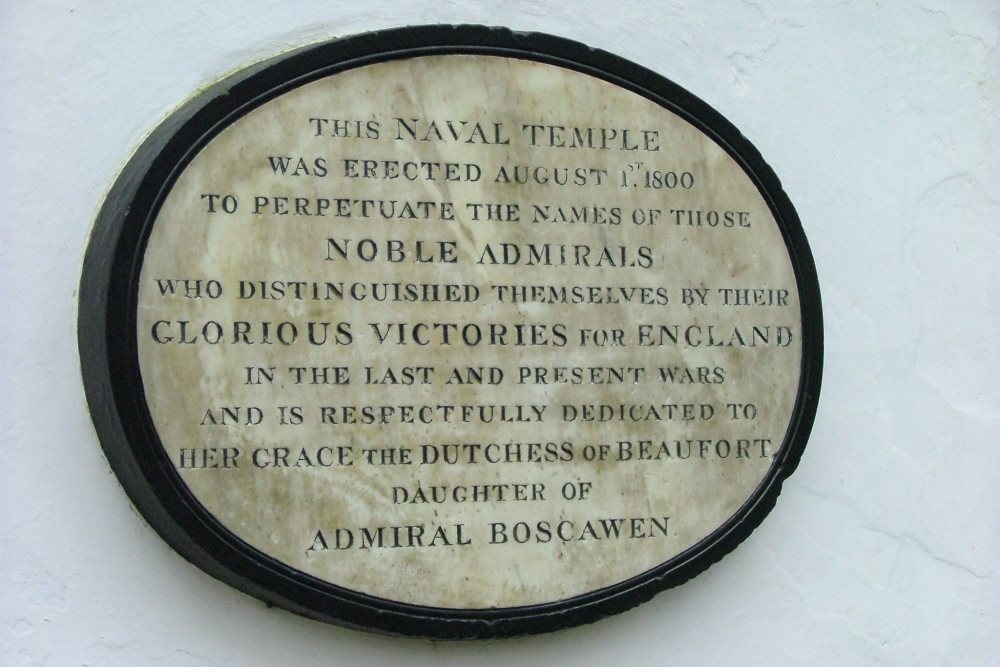 THIS NAVAL TEMPLE
WAS ERECTED AUGUST 1ST. 1800
TO PERPETUATE THE NAMES OF THOSE
NOBLE ADMIRALS
WHO DISTINGUISHED THEMSELVES BY THEIR
GLORIOUS VICTORIES FOR ENGLAND
IN THE LAST AND PRESENT WARS
AND IS RESPECTFULLY DEDICATED TO
HER GRACE THE DUTCHESS OF BEAUFORT,
DAUGHTER OF
ADMIRAL BOSCAWEN